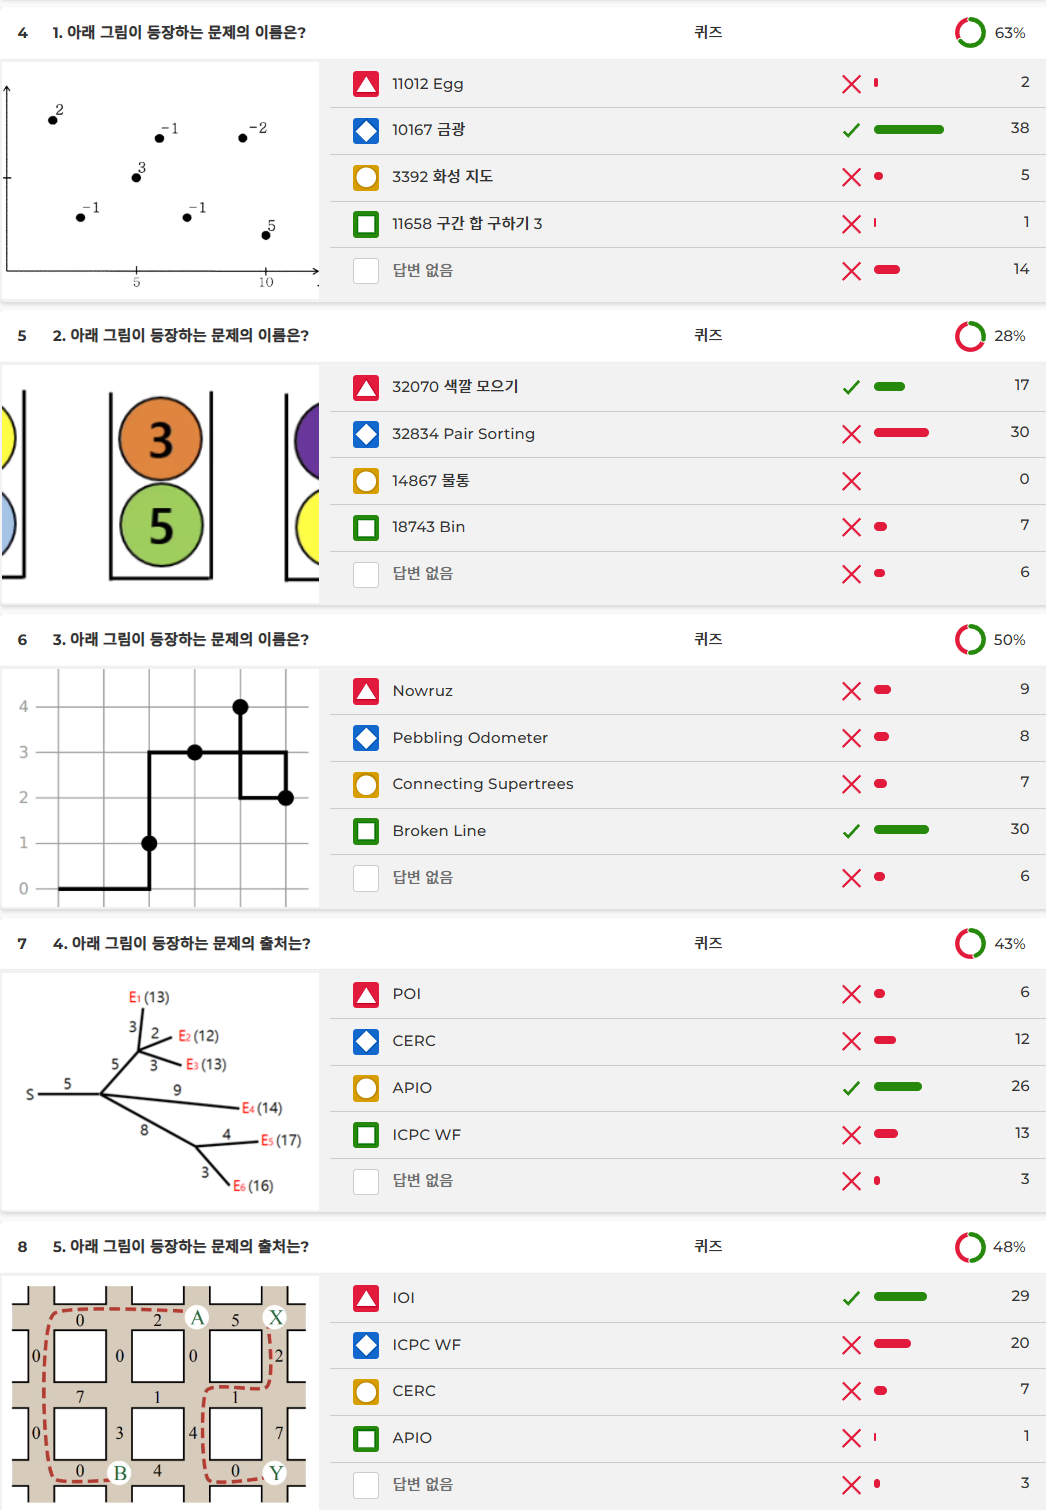 4 1. 아래 그림이 등장하는 문제의 이름은? 퀴즈 63%
2
-1
-2
3
-1
-1
5
5 10
11012 Egg 2
10167 금광 38
3392 화성 지도 5
11658 구간 합 구하기 3 1
답변 없음 14
5 2. 아래 그림이 등장하는 문제의 이름은? 퀴즈 28%
3
5
32070 색깔 모으기 17
32834 Pair Sorting 30
14867 물통 0
18743 Bin 7
답변 없음 6
6 3. 아래 그림이 등장하는 문제의 이름은? 퀴즈 50%
4
3
2
1
0
Nowruz 9
Pebbling Odometer 8
Connecting Supertrees 7
Broken Line 30
답변 없음 6
7 4. 아래 그림이 등장하는 문제의 출처는? 퀴즈 43%
E1 (13)
3 2 E2 (12)
5 3 E3 (13)
S 5 9 E4 (14)
8 4 E5 (17)
3 E6 (16)
POI 6
CERC 12
APIO 26
ICPC WF 13
답변 없음 3
8 5. 아래 그림이 등장하는 문제의 출처는? 퀴즈 48%
0 2 A 5 X
0 0 0 2
7 1 1
0 3 4 7
0 B 4 0 Y
IOI 29
ICPC WF 20
CERC 7
APIO 1
답변 없음 3